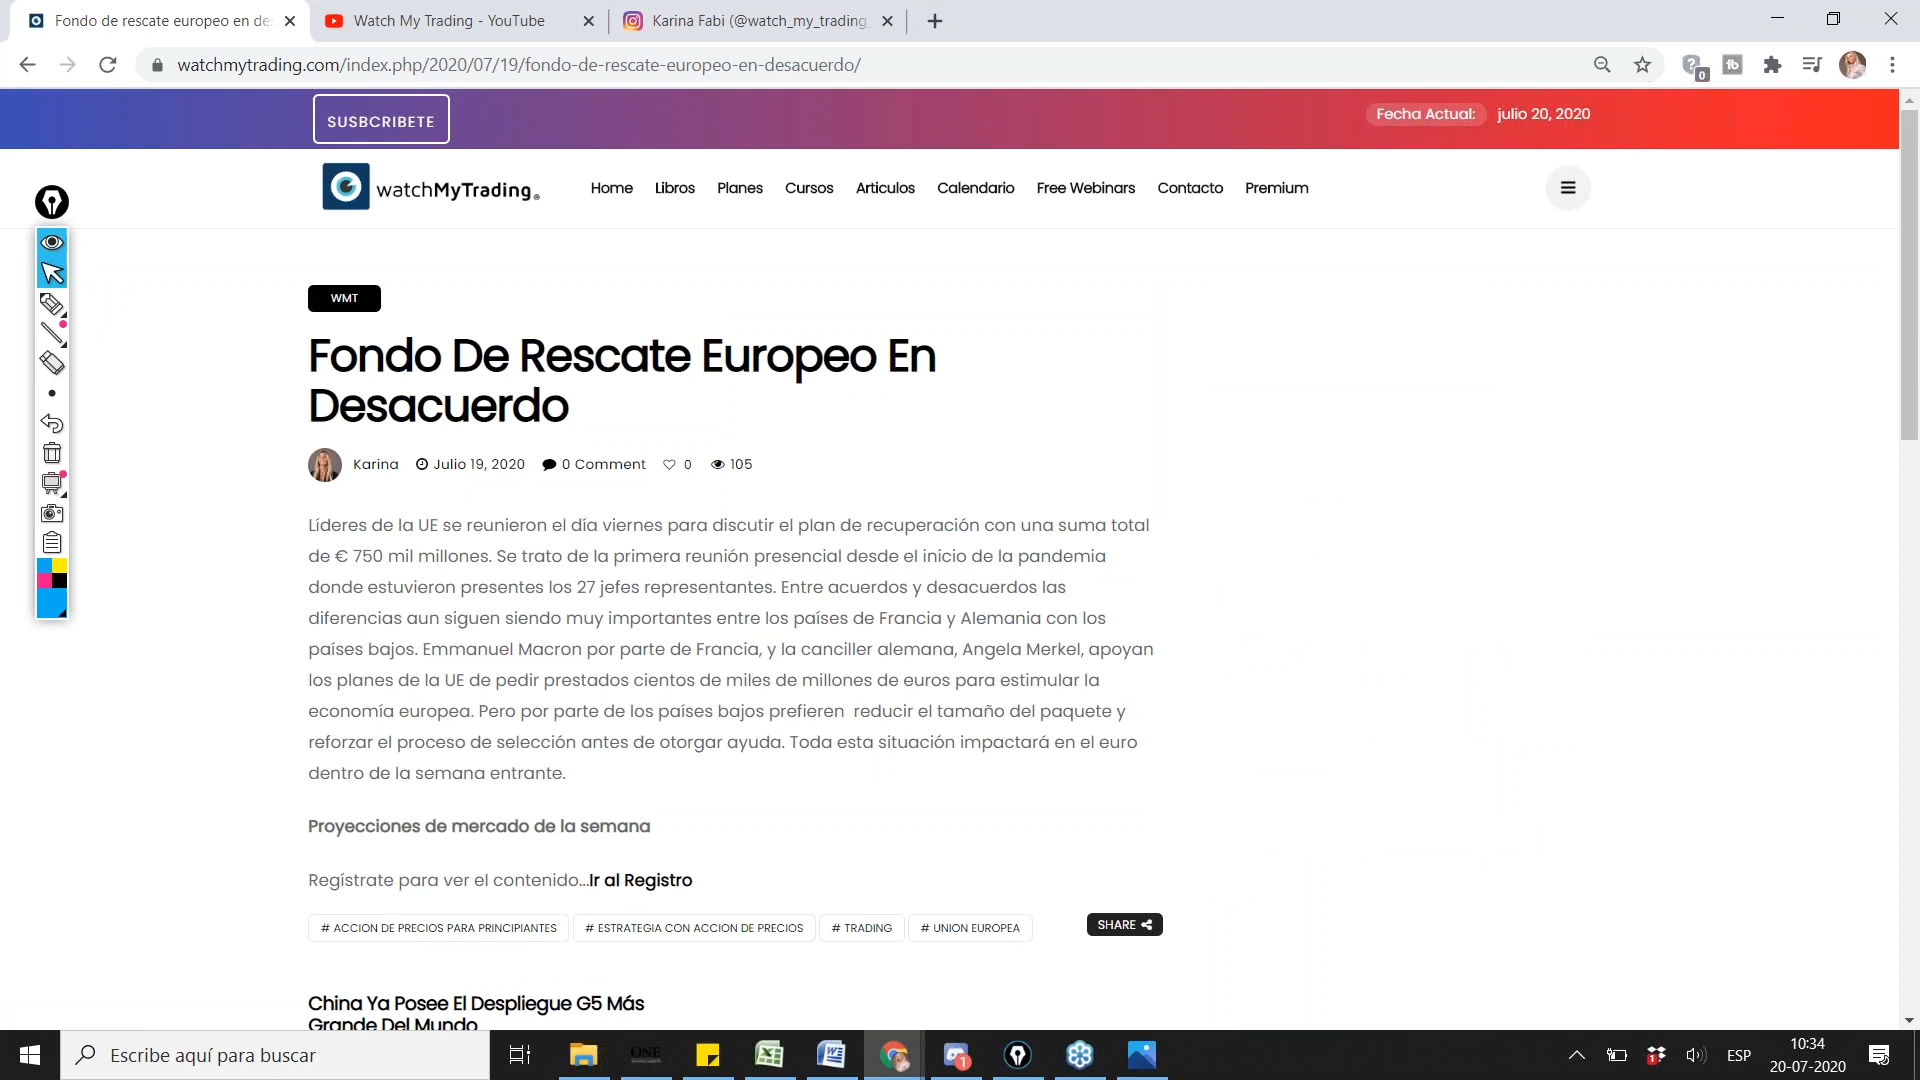 Fondo de rescate europeo en de
Watch My Trading - YouTube
Karina Fabi (@watch_my_trading_
watchmytrading.com/index.php/2020/07/19/fondo-de-rescate-europeo-en-desacuerdo/
0
SUSBCRIBETE
Fecha Actual: julio 20, 2020
watchMyTrading®
Home Libros Planes Cursos Articulos Calendario Free Webinars Contacto Premium
WMT
Fondo De Rescate Europeo En
Desacuerdo
Karina Julio 19, 2020 0 Comment 0 105
Líderes de la UE se reunieron el día viernes para discutir el plan de recuperación con una suma total
de € 750 mil millones. Se trato de la primera reunión presencial desde el inicio de la pandemia
donde estuvieron presentes los 27 jefes representantes. Entre acuerdos y desacuerdos las
diferencias aun siguen siendo muy importantes entre los países de Francia y Alemania con los
países bajos. Emmanuel Macron por parte de Francia, y la canciller alemana, Angela Merkel, apoyan
los planes de la UE de pedir prestados cientos de miles de millones de euros para estimular la
economía europea. Pero por parte de los países bajos prefieren  reducir el tamaño del paquete y
reforzar el proceso de selección antes de otorgar ayuda. Toda esta situación impactará en el euro
dentro de la semana entrante.
Proyecciones de mercado de la semana
Regístrate para ver el contenido...Ir al Registro
# ACCION DE PRECIOS PARA PRINCIPIANTES # ESTRATEGIA CON ACCION DE PRECIOS # TRADING # UNION EUROPEA SHARE
China Ya Posee El Despliegue G5 Más
Grande Del Mundo
Escribe aquí para buscar
ONE
1
1
ESP
10:34
20-07-2020